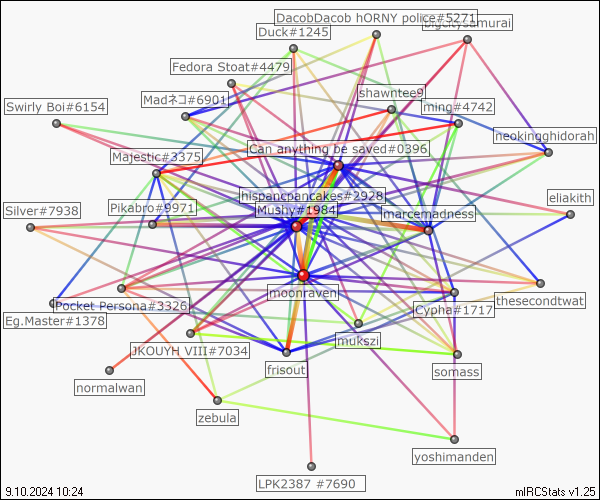 DacobDacob hORNY police#5271
bigcitysamurai
Duck#1245
Fedora Stoat#4479
shawntee9
Madネコ#6901
ming#4742
Swirly Boi#6154
neokingghidorah
Can anything be saved#0396
Majestic#3375
hispancpancakes#2928
eliakith
Pikabro#9971
Mushy#1984
marcemadness
Silver#7938
moonraven
thesecondtwat
Pocket Persona#3326
Cypha#1717
Eg.Master#1378
mukszi
JKOUYH VIII#7034
frisout
somass
normalwan
zebula
yoshimanden
LPK2387 #7690
9.10.2024 10:24
mIRCStats v1.25